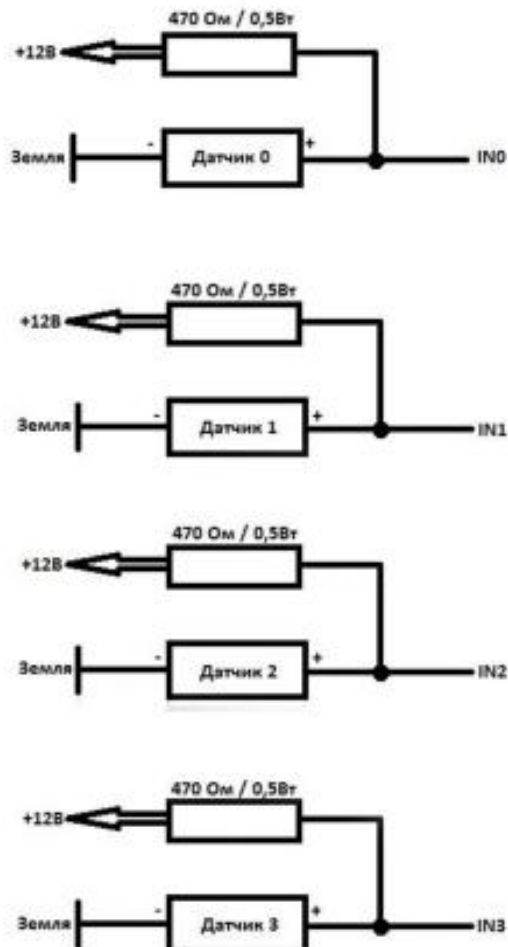 470 Ом / 0,5Вт
+12В
Земля - Датчик 0 + IN0
470 Ом / 0,5Вт
+12В
Земля - Датчик 1 + IN1
470 Ом / 0,5Вт
+12В
Земля - Датчик 2 + IN2
470 Ом / 0,5Вт
+12В
Земля - Датчик 3 + IN3